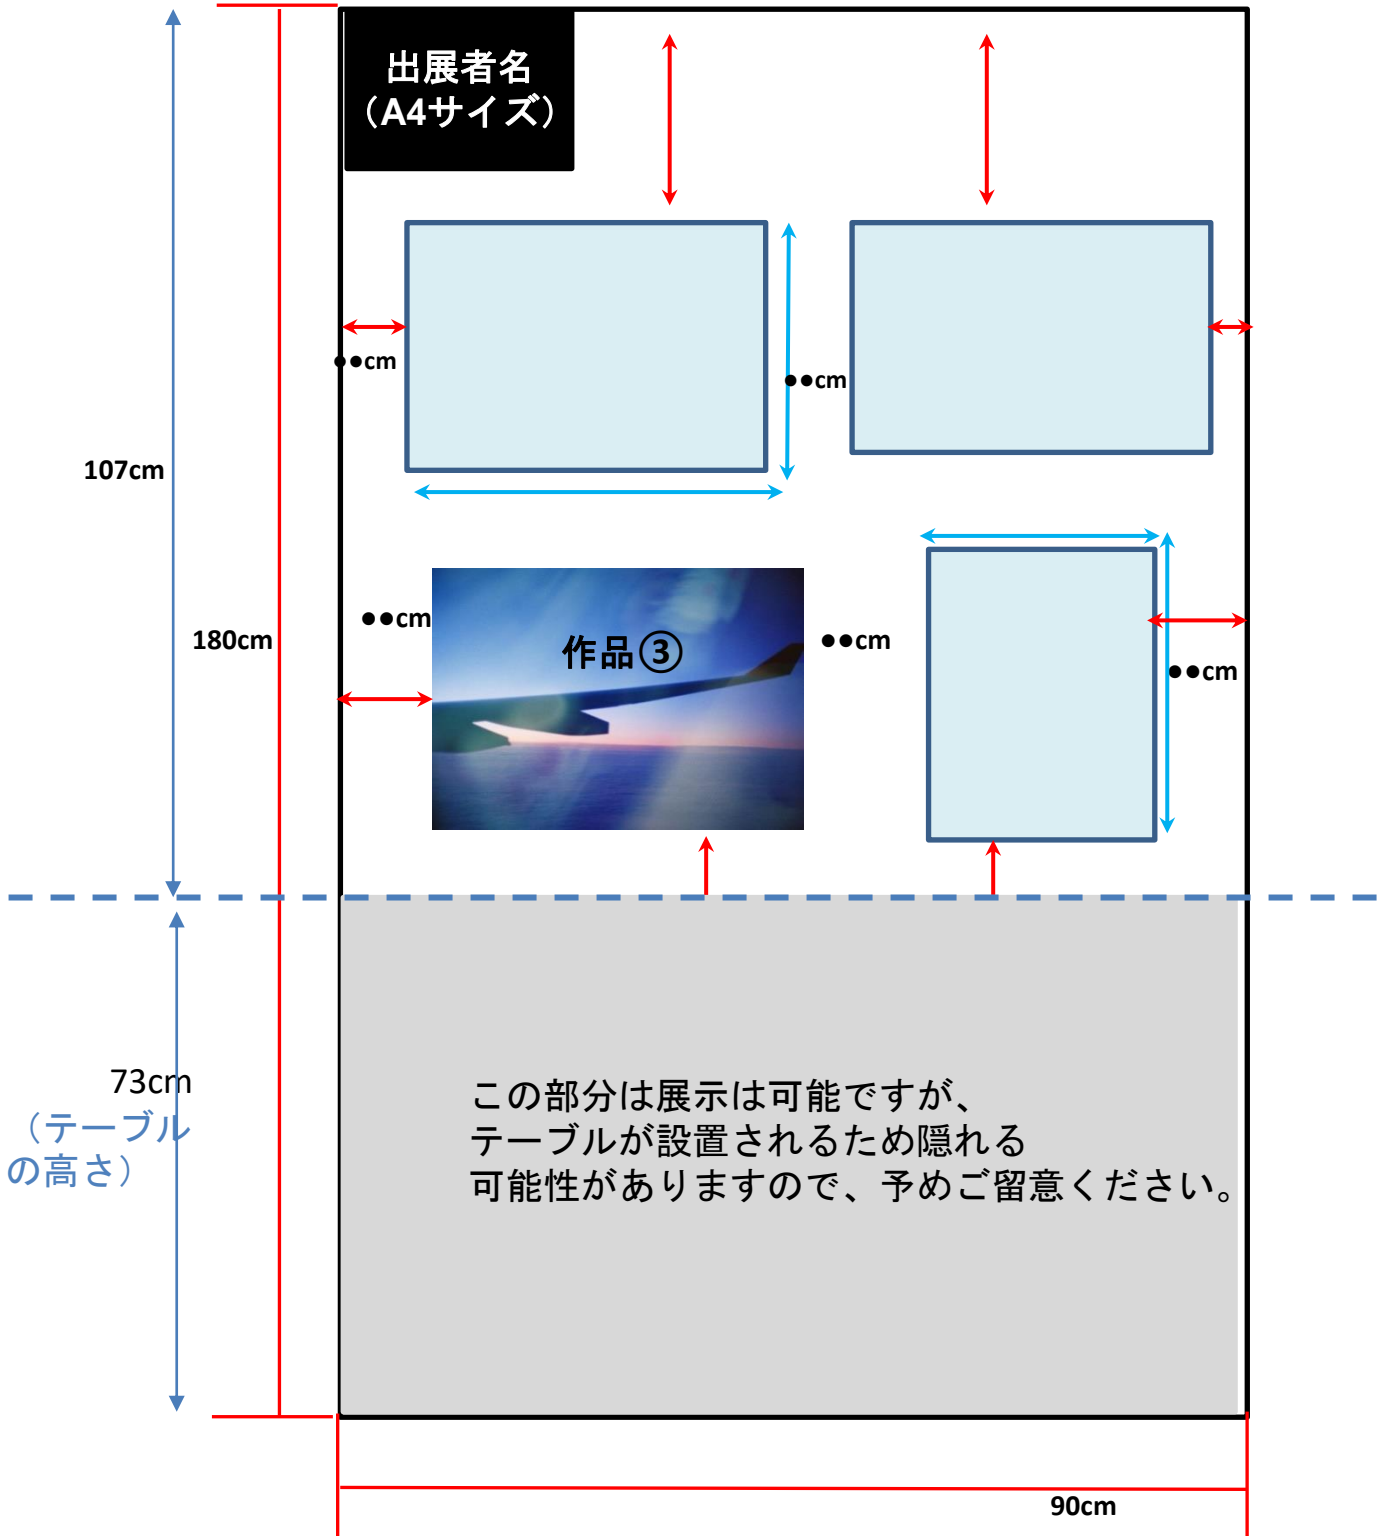 出展者名
（A4サイズ）
●●cm
●●cm
107cm
●●cm
作品③
●●cm
180cm
●●cm
73cm
（テーブル
の高さ）
この部分は展示は可能ですが、
テーブルが設置されるため隠れる
可能性がありますので、予めご留意ください。
90cm